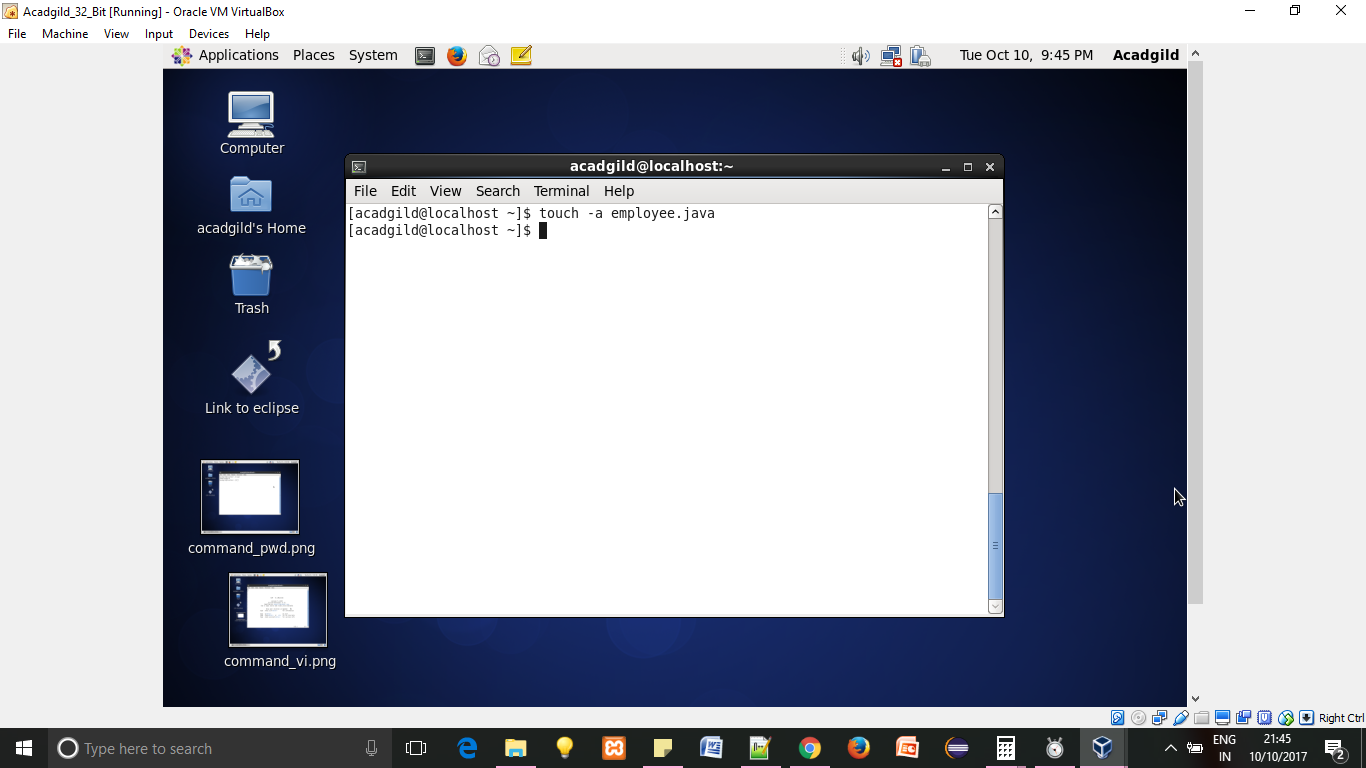 Acadgild_32_Bit [Running] - Oracle VM VirtualBox
File Machine View Input Devices Help
Applications Places System Tue Oct 10, 9:45 PM Acadgild
Computer
acadgild's Home
Trash
Link to eclipse
command_pwd.png
command_vi.png
acadgild@localhost:~
File Edit View Search Terminal Help
[acadgild@localhost ~]$ touch -a employee.java
[acadgild@localhost ~]$
Right Ctrl
Type here to search
ENG
IN
21:45
10/10/2017
2